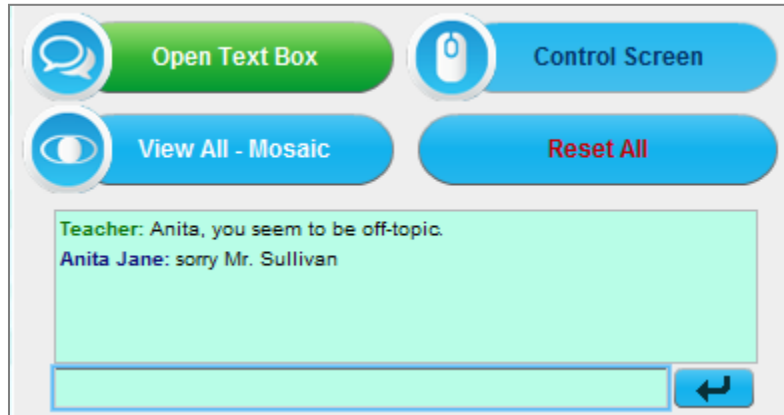 Open Text Box
Control Screen
View All - Mosaic
Reset All
Teacher: Anita, you seem to be off-topic.
Anita Jane: sorry Mr. Sullivan